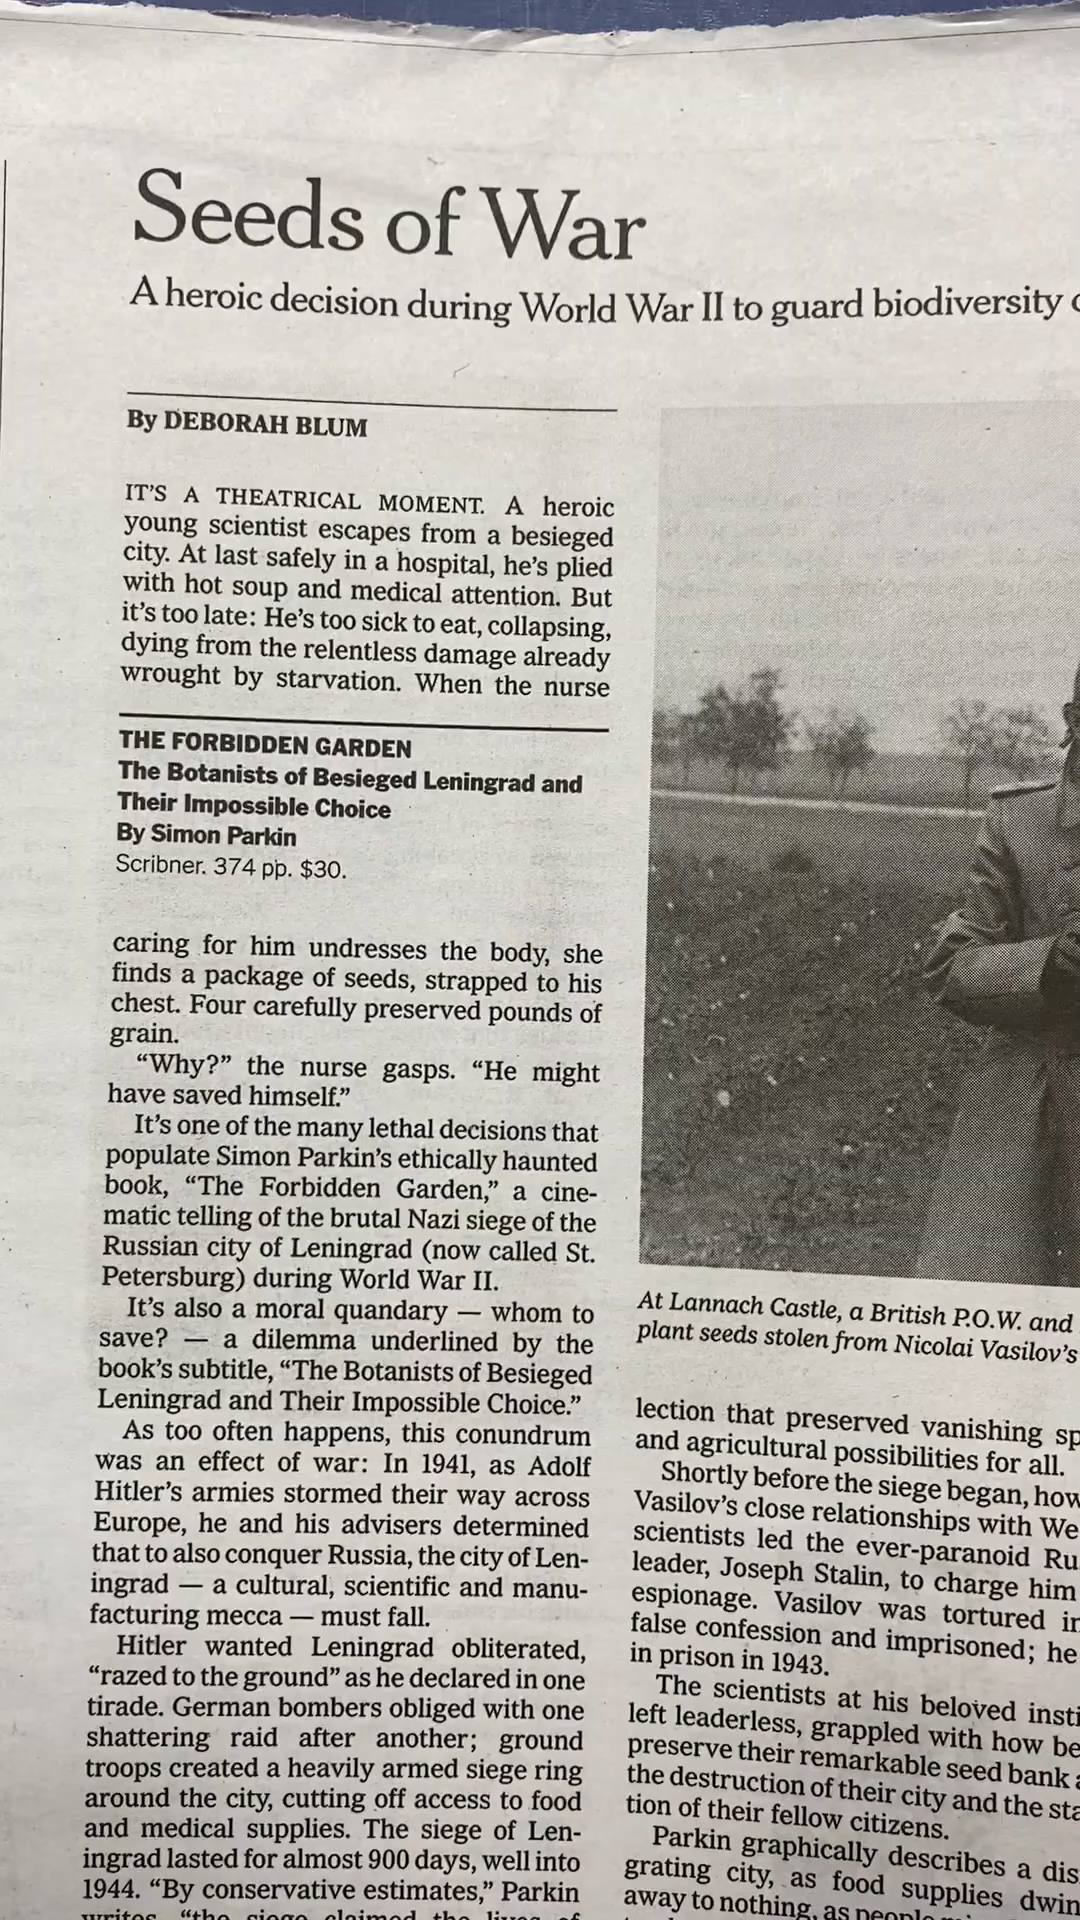 Seeds of War
A heroic decision during World War II to guard biodiversity
By DEBORAH BLUM
IT'S A THEATRICAL MOMENT. A heroic
young scientist escapes from a besieged
city. At last safely in a hospital, he's plied
with hot soup and medical attention. But
it's too late: He's too sick to eat, collapsing,
dying from the relentless damage already
wrought by starvation. When the nurse
THE FORBIDDEN GARDEN
The Botanists of Besieged Leningrad and
Their Impossible Choice
By Simon Parkin
Scribner. 374 pp. $30.
caring for him undresses the body, she
finds a package of seeds, strapped to his
chest. Four carefully preserved pounds of
grain.
“Why?” the nurse gasps. “He might
have saved himself.”
It's one of the many lethal decisions that
populate Simon Parkin's ethically haunted
book, “The Forbidden Garden,” a cine-
matic telling of the brutal Nazi siege of the
Russian city of Leningrad (now called St.
Petersburg) during World War II.
It's also a moral quandary — whom to
save? — a dilemma underlined by the
book's subtitle, “The Botanists of Besieged
Leningrad and Their Impossible Choice.”
As too often happens, this conundrum
was an effect of war: In 1941, as Adolf
Hitler's armies stormed their way across
Europe, he and his advisers determined
that to also conquer Russia, the city of Len-
ingrad — a cultural, scientific and manu-
facturing mecca — must fall.
Hitler wanted Leningrad obliterated,
“razed to the ground” as he declared in one
tirade. German bombers obliged with one
shattering raid after another; ground
troops created a heavily armed siege ring
around the city, cutting off access to food
and medical supplies. The siege of Len-
ingrad lasted for almost 900 days, well into
1944. “By conservative estimates,” Parkin
writes, “the siege claimed the lives of
At Lannach Castle, a British P.O.W. and
plant seeds stolen from Nicolai Vasilov's
lection that preserved vanishing sp
and agricultural possibilities for all.
Shortly before the siege began, how
Vasilov's close relationships with We
scientists led the ever-paranoid Ru
leader, Joseph Stalin, to charge him
espionage. Vasilov was tortured in
false confession and imprisoned; he
in prison in 1943.
The scientists at his beloved insti
left leaderless, grappled with how be
preserve their remarkable seed bank
the destruction of their city and the sta
tion of their fellow citizens.
Parkin graphically describes a dis
grating city, as food supplies dwin
away to nothing, as people